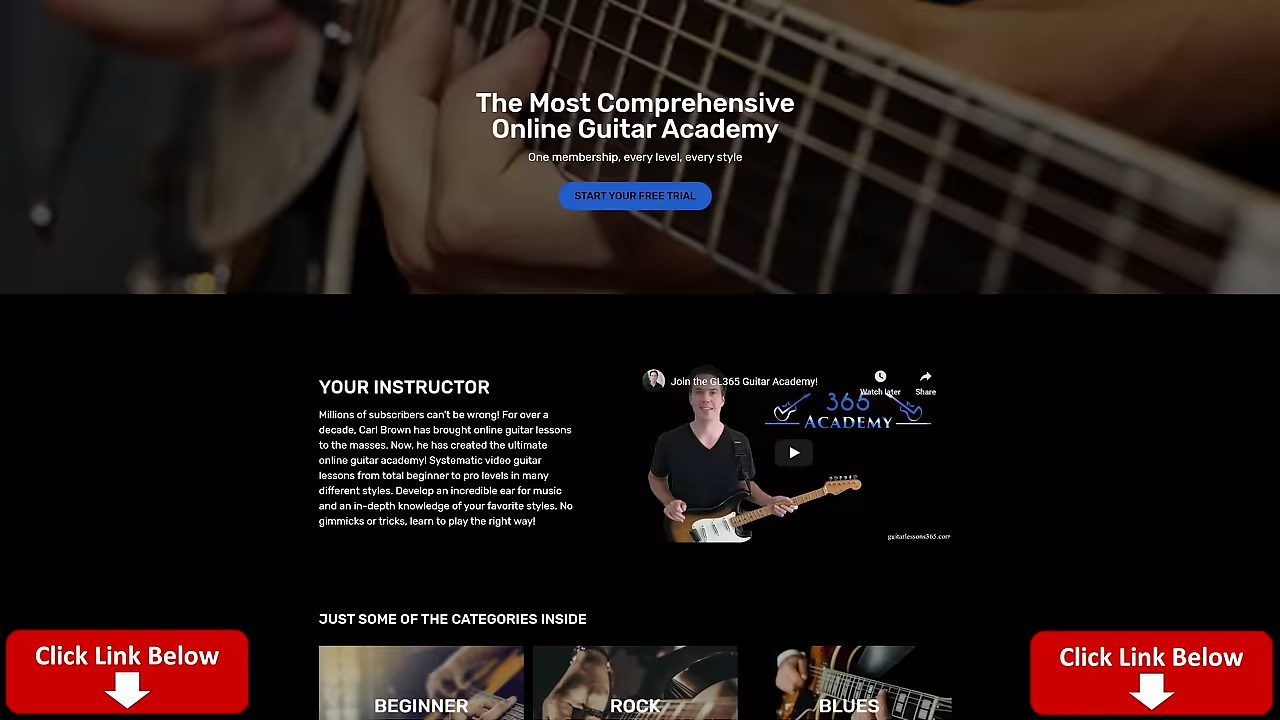 The Most Comprehensive
Online Guitar Academy
One membership, every level, every style
START YOUR FREE TRIAL
YOUR INSTRUCTOR
Millions of subscribers can't be wrong! For over a
decade, Carl Brown has brought online guitar lessons
to the masses. Now, he has created the ultimate
online guitar academy! Systematic video guitar
lessons from total beginner to pro levels in many
different styles. Develop an incredible ear for music
and an in-depth knowledge of your favorite styles. No
gimmicks or tricks, learn to play the right way!
Join the GL365 Guitar Academy!
Watch later
Share
365
ACADEMY
guitarlessons365.com
JUST SOME OF THE CATEGORIES INSIDE
BEGINNER
ROCK
BLUES
Click Link Below
Click Link Below